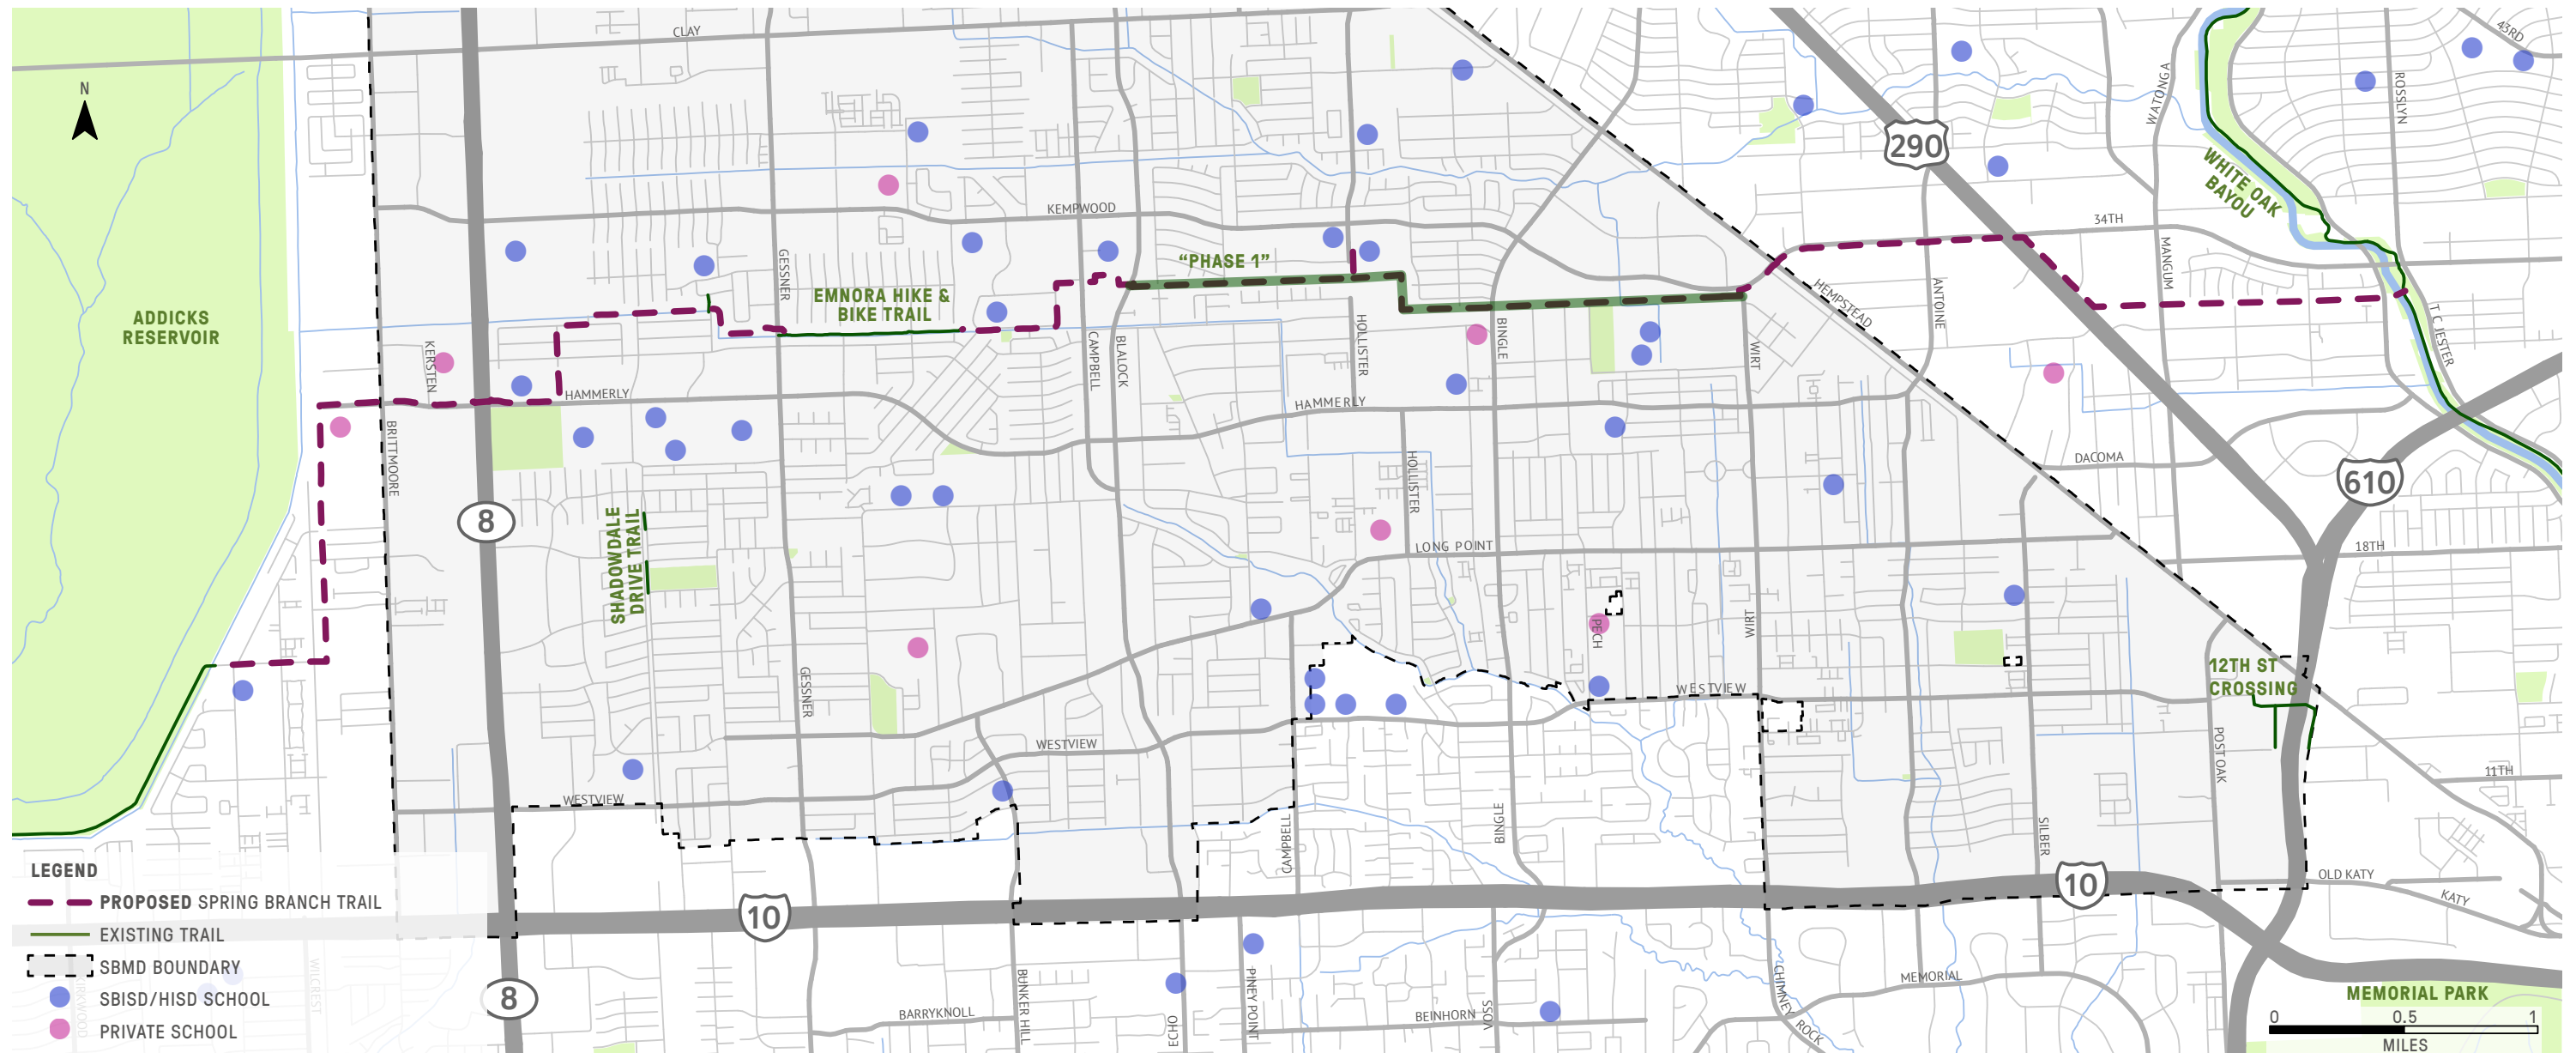 CLAY
43RD
N
WATONGA
ROSSLYN
290
WHITE OAK
BAYOU
KEMPWOOD
34TH
"PHASE 1"
GESSNER
MANGUM
EMNORA HIKE &
BIKE TRAIL
HEMPSTEAD
ANTOINE
ADDICKS
RESERVOIR
KERSTEN
CAMPBELL
BLALOCK
HOLLISTER
BINGLE
WIRT
T C JESTER
HAMMERLY
HAMMERLY
BRITTMORE
HOLLISTER
DACOMA
610
8
SHADOWDALE
DRIVE TRAIL
LONG POINT
18TH
PECH
WIRT
GESSNER
12TH ST
CROSSING
WESTVIEW
WESTVIEW
POST OAK
11TH
WESTVIEW
CAMPBELL
BINGLE
SILBER
LEGEND
10
OLD KATY
KATY
PROPOSED SPRING BRANCH TRAIL
10
EXISTING TRAIL
SBMD BOUNDARY
WILCREST
KIRKWOOD
SBISD/HISD SCHOOL
8
BUNKER HILL
PINEY POINT
VOSS
CHIMNEY ROCK
MEMORIAL
MEMORIAL PARK
PRIVATE SCHOOL
BARRYKNOLL
ECHO
BEINHORN
0 0.5 1
MILES